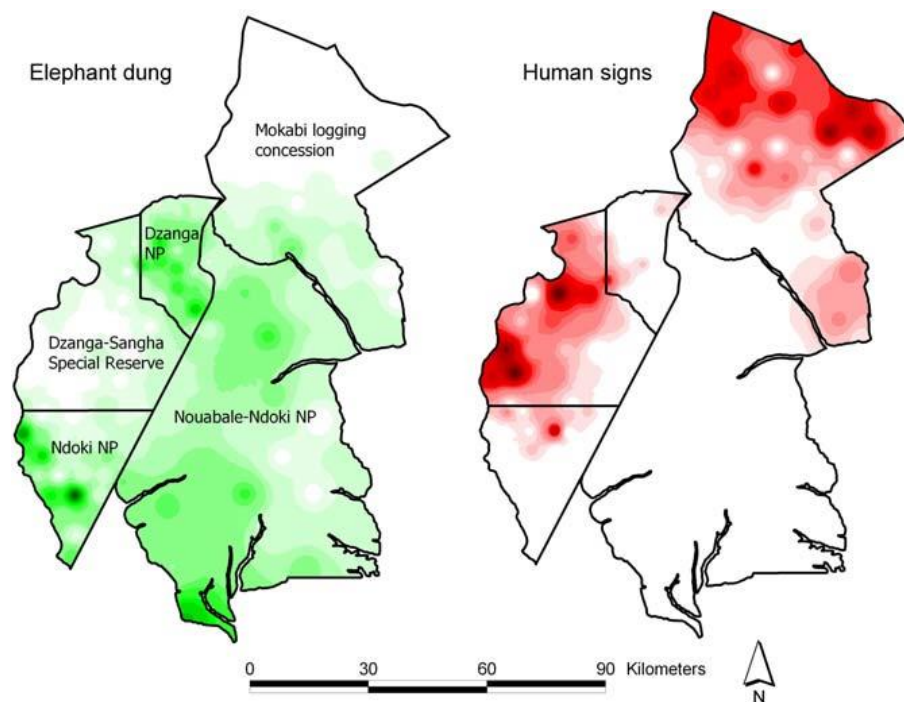 Elephant dung
Human signs
Mokabi logging
concession
Dzanga
NP
Dzanga-Sangha
Special Reserve
Nouabale-Ndoki NP
Ndoki NP
0 30 60 90 Kilometers
N